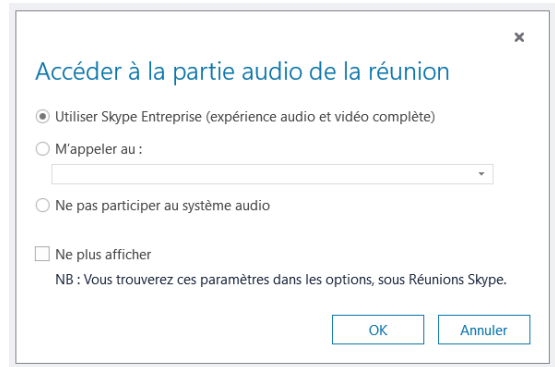 Accéder à la partie audio de la réunion
Utiliser Skype Entreprise (expérience audio et vidéo complète)
M'appeler au :
Ne pas participer au système audio
Ne plus afficher
NB : Vous trouverez ces paramètres dans les options, sous Réunions Skype.
OK Annuler